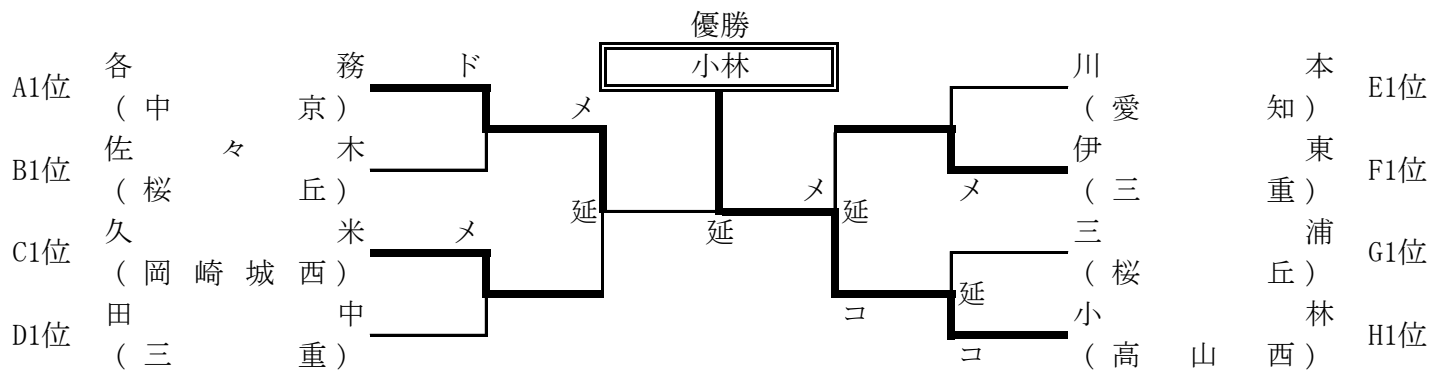 優勝
小林
A1位 各務 ド
(中京)
メ
B1位 佐々木
(桜丘)
延
C1位 久米 メ
(岡崎城西)
D1位 田中
(三重)
延
川本 E1位
(愛知)
伊東 F1位
(三重)
メ
メ
延
三浦 G1位
(桜丘)
延
コ
小林 H1位
(高山西)
コ